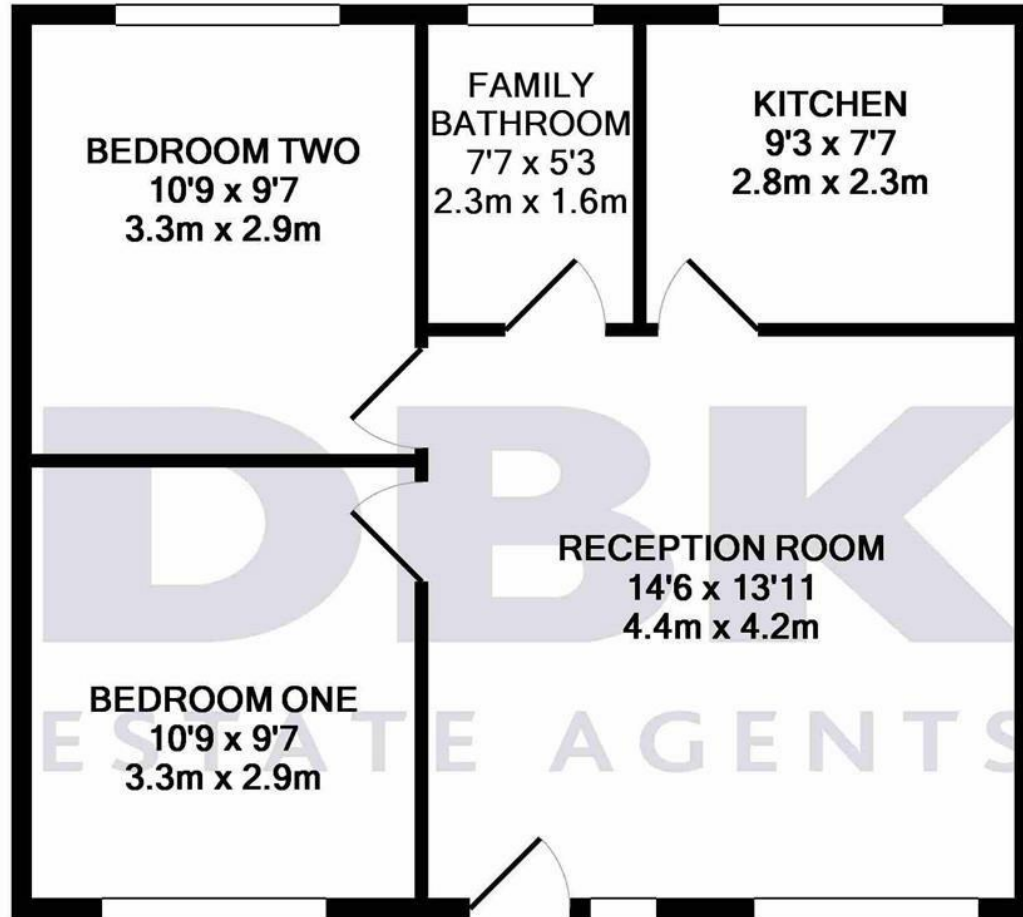 BEDROOM TWO
10'9 x 9'7
3.3m x 2.9m
FAMILY
BATHROOM
7'7 x 5'3
2.3m x 1.6m
KITCHEN
9'3 x 7'7
2.8m x 2.3m
RECEPTION ROOM
14'6 x 13'11
4.4m x 4.2m
BEDROOM ONE
10'9 x 9'7
3.3m x 2.9m
DBK
ESTATE AGENTS